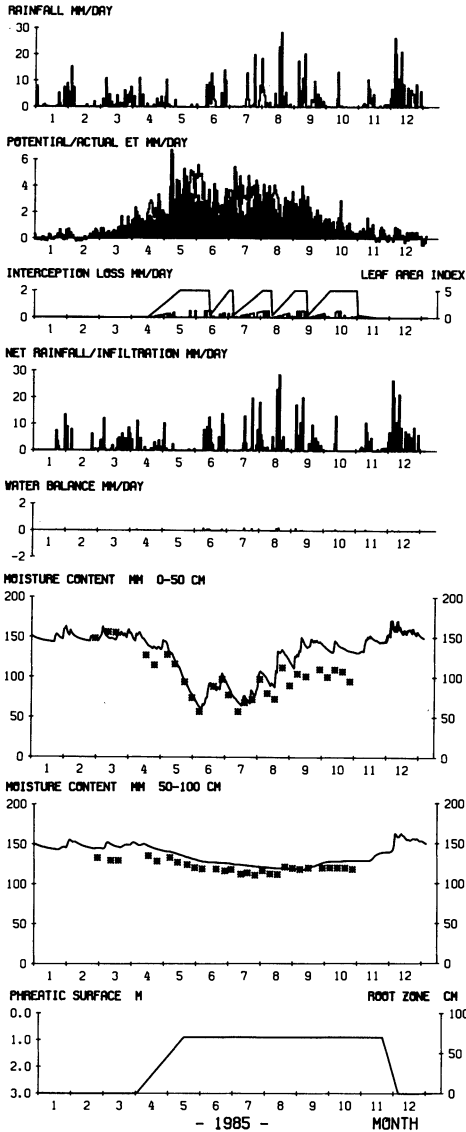 RAINFALL MM/DAY
30
20
10
0
1 2 3 4 5 6 7 8 9 10 11 12
POTENTIAL/ACTUAL ET MM/DAY
6
4
2
0
1 2 3 4 5 6 7 8 9 10 11 12
INTERCEPTION LOSS MM/DAY LEAF AREA INDEX
2 5
0 0
1 2 3 4 5 6 7 8 9 10 11 12
NET RAINFALL/INFILTRATION MM/DAY
30
20
10
0
1 2 3 4 5 6 7 8 9 10 11 12
WATER BALANCE MM/DAY
2
0
-2
1 2 3 4 5 6 7 8 9 10 11 12
MOISTURE CONTENT MM 0-50 CM
200 200
150 150
100 100
50 50
0 0
1 2 3 4 5 6 7 8 9 10 11 12
MOISTURE CONTENT MM 50-100 CM
200 200
150 150
100 100
50 50
0 0
1 2 3 4 5 6 7 8 9 10 11 12
PHREATIC SURFACE M ROOT ZONE CM
0.0 100
1.0
2.0 50
3.0 0
1 2 3 4 5 6 7 8 9 10 11 12
- 1985 - MONTH